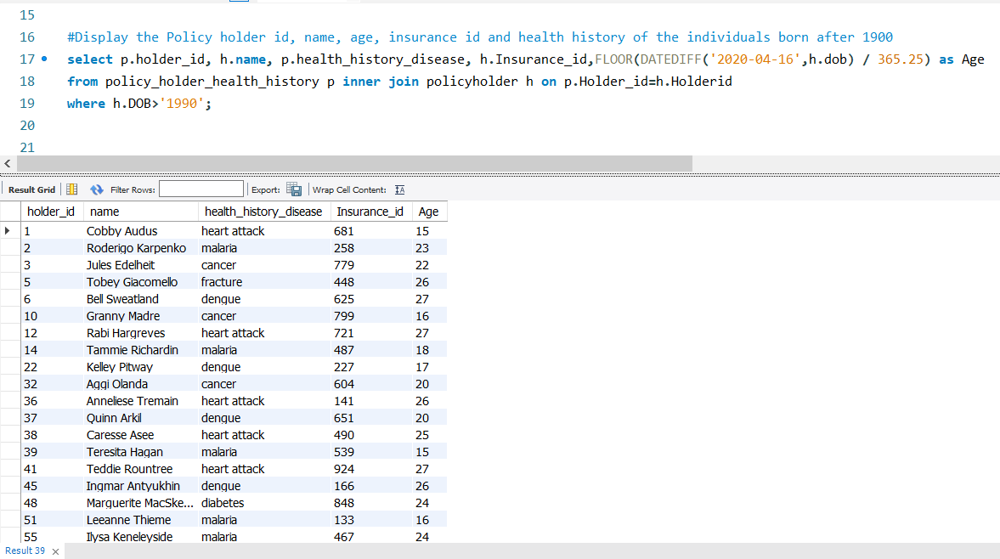 15
16 #Display the Policy holder id, name, age, insurance id and health history of the individuals born after 1900
17 select p.holder_id, h.name, p.health_history_disease, h.Insurance_id,FLOOR(DATEDIFF('2020-04-16',h.dob) / 365.25) as Age
18 from policy_holder_health_history p inner join policyholder h on p.Holder_id=h.Holderid
19 where h.DOB>'1990';
20
21
Result Grid Filter Rows: Export: Wrap Cell Content: IA
holder_id name health_history_disease Insurance_id Age
1 Cobby Audus heart attack 681 15
2 Roderigo Karpenko malaria 258 23
3 Jules Edelheit cancer 779 22
5 Tobey Giacomello fracture 448 26
6 Bell Sweatland dengue 625 27
10 Granny Madre cancer 799 16
12 Rabi Hargreves heart attack 721 27
14 Tammie Richardin malaria 487 18
22 Kelley Pitway dengue 227 17
32 Aggi Olanda cancer 604 20
36 Anneliese Tremain heart attack 141 26
37 Quinn Arkil dengue 651 20
38 Caresse Asee heart attack 490 25
39 Teresita Hagan malaria 539 15
41 Teddie Rountree heart attack 924 27
45 Ingmar Antyukhin dengue 166 26
48 Marguerite MacSke... diabetes 848 24
51 Leeanne Thieme malaria 133 16
55 Ilysa Keneleyside malaria 467 24
Result 39